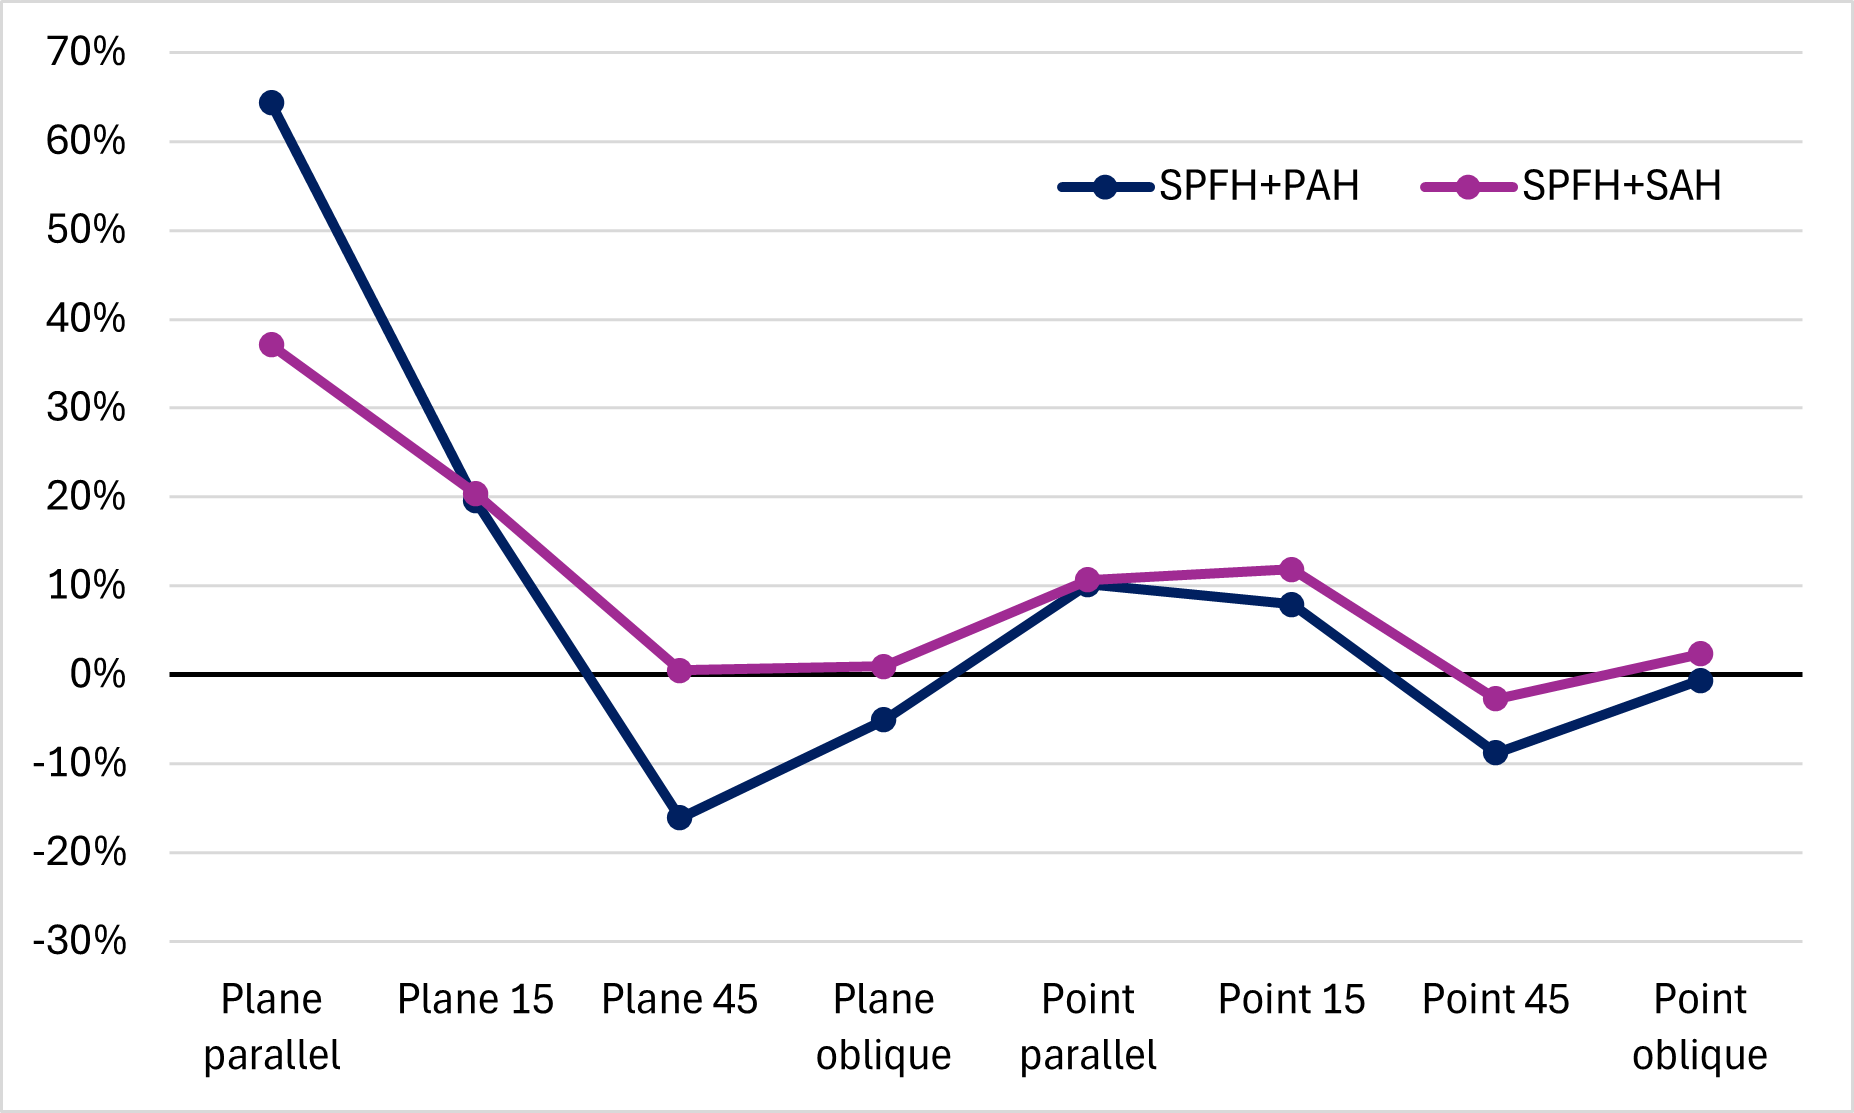 70%
60%
50%
40%
30%
20%
10%
0%
-10%
-20%
-30%
SPFH+PAH
SPFH+SAH
Plane parallel
Plane 15
Plane 45
Plane oblique
Point parallel
Point 15
Point 45
Point oblique